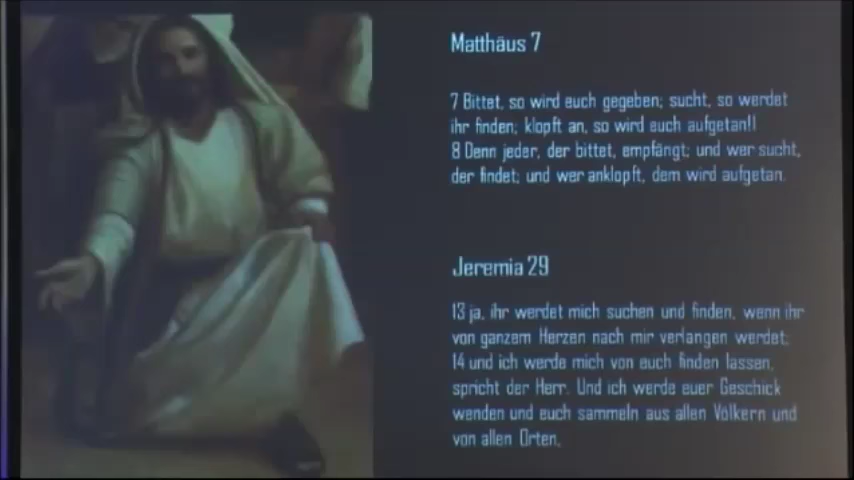 Matthäus 7
7 Bittet, so wird euch gegeben; sucht, so werdet
ihr finden; klopft an, so wird euch aufgetan!!
8 Denn jeder, der bittet, empfängt; und wer sucht,
der findet; und wer anklopft, dem wird aufgetan.
Jeremia 29
13 ja, ihr werdet mich suchen und finden, wenn ihr
von ganzem Herzen nach mir verlangen werdet;
14 und ich werde mich von euch finden lassen,
spricht der Herr. Und ich werde euer Geschick
wenden und euch sammeln aus allen Völkern und
von allen Orten,